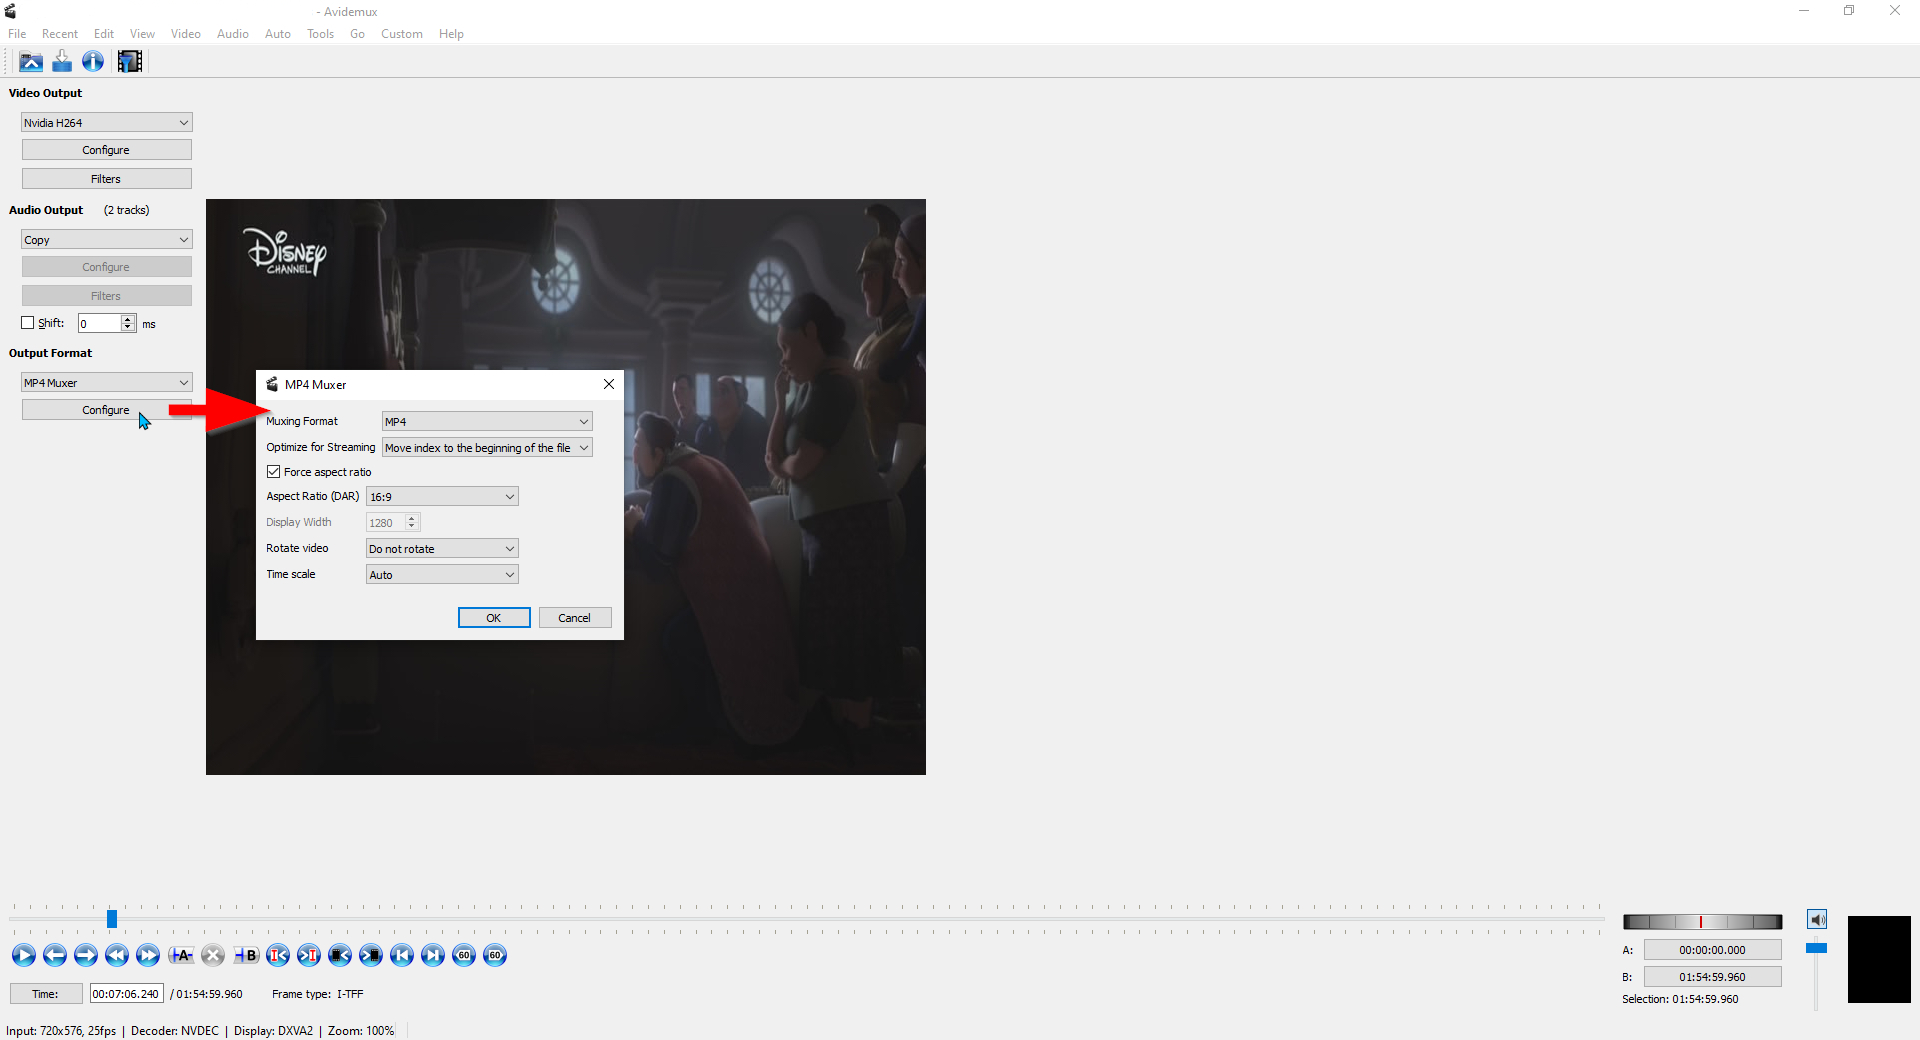 - Avidemux
File Recent Edit View Video Audio Auto Tools Go Custom Help
Video Output
Nvidia H264
Configure
Filters
Audio Output (2 tracks)
Copy
Configure
Filters
Shift: 0 ms
Output Format
MP4 Muxer
Configure
DISNEY
CHANNEL
MP4 Muxer
Muxing Format MP4
Optimize for Streaming Move index to the beginning of the file
Force aspect ratio
Aspect Ratio (DAR) 16:9
Display Width 1280
Rotate video Do not rotate
Time scale Auto
OK Cancel
A B 60 60
A: 00:00:00.000
B: 01:54:59.960
Selection: 01:54:59.960
Time: 00:07:06.240 / 01:54:59.960 Frame type: I-TFF
Input: 720x576, 25fps | Decoder: NVDEC | Display: DXVA2 | Zoom: 100%